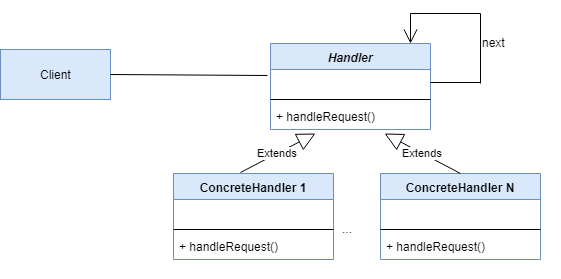 Handler
next
Client
+ handleRequest()
Extends
Extends
ConcreteHandler 1
ConcreteHandler N
...
+ handleRequest()
+ handleRequest()